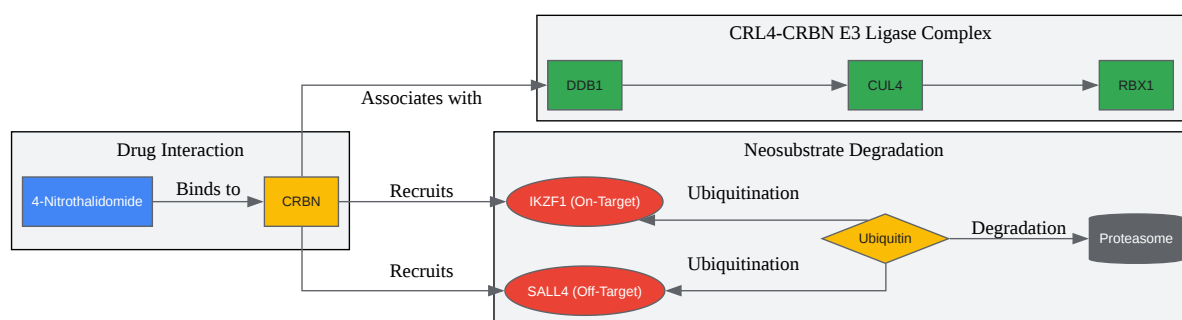 CRL4-CRBN E3 Ligase Complex
DDB1
CUL4
RBX1
Associates with
Drug Interaction
4-Nitrothalidomide
Binds to
CRBN
Recruits
Recruits
Neosubstrate Degradation
IKZF1 (On-Target)
Ubiquitination
Ubiquitin
Degradation
Proteasome
Ubiquitination
SALL4 (Off-Target)